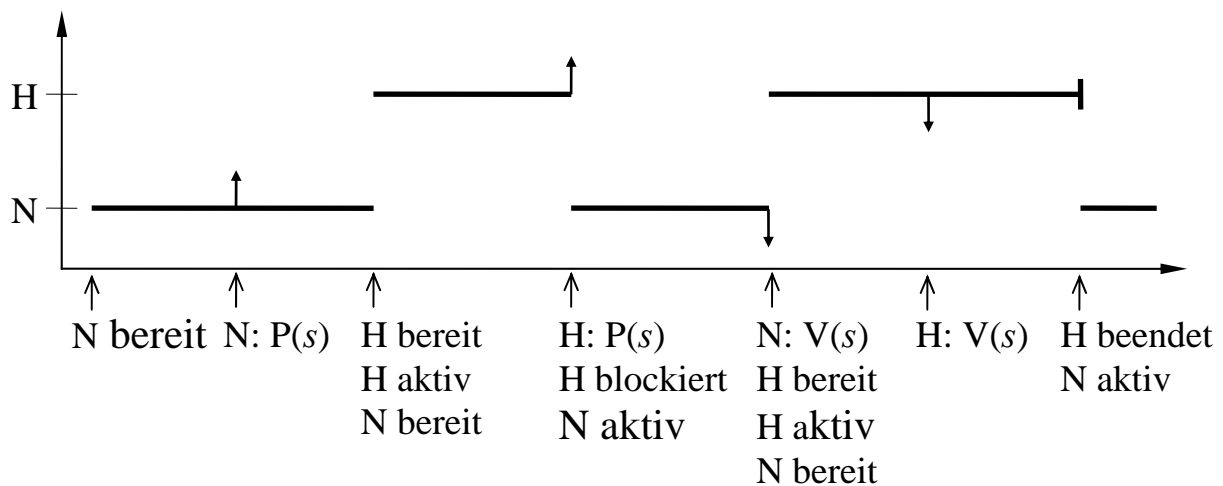 H
N
N bereit
N: P(s)
H bereit
H aktiv
N bereit
H: P(s)
H blockiert
N aktiv
N: V(s)
H bereit
H aktiv
N bereit
H: V(s)
H beendet
N aktiv